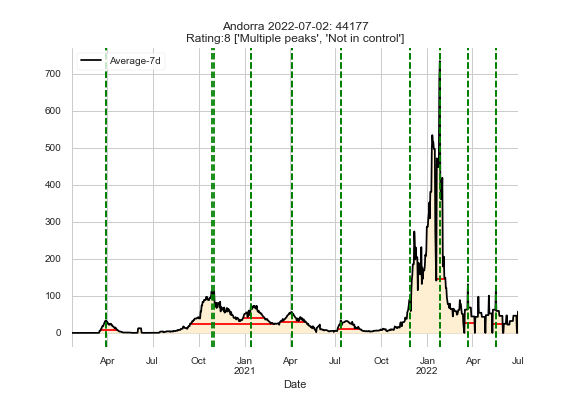 Andorra 2022-07-02: 44177
Rating:8 ['Multiple peaks', 'Not in control']
Average-7d
700
600
500
400
300
200
100
0
Apr Jul Oct Jan Apr Jul Oct Jan Apr Jul
2021 2022
Date